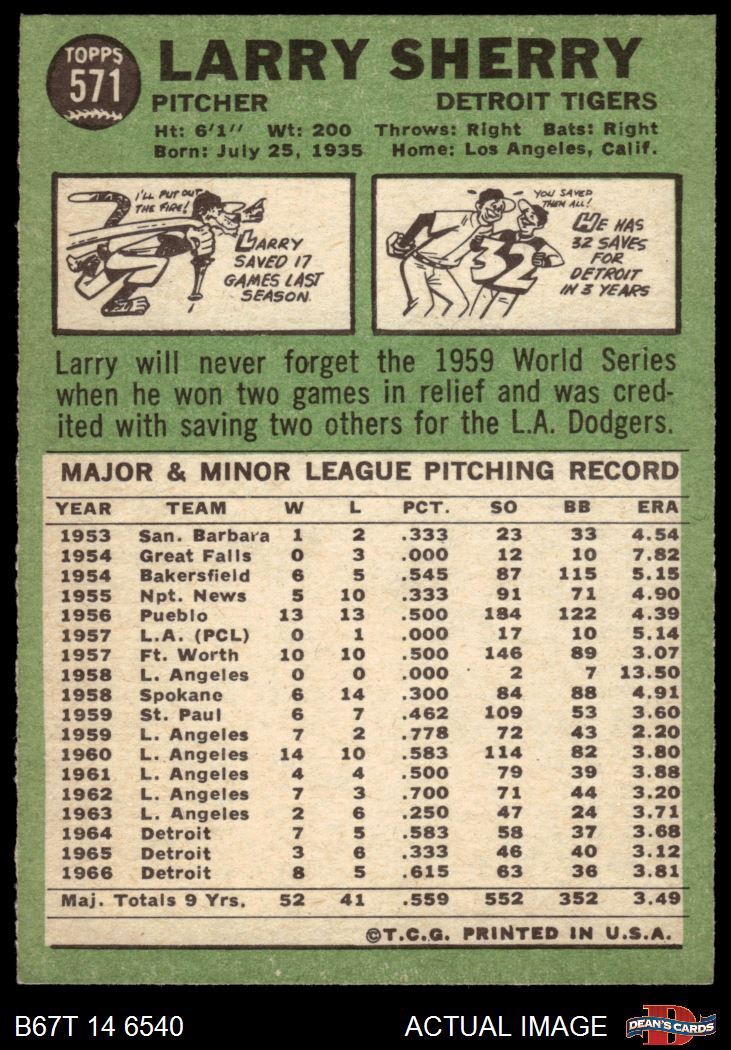 TOPPS
571
LARRY SHERRY
PITCHER DETROIT TIGERS
Ht: 6'1" Wt: 200 Throws: Right Bats: Right
Born: July 25, 1935 Home: Los Angeles, Calif.
I'LL PUT OUT
THE FIRE!
LARRY
SAVED 17
GAMES LAST
SEASON.
YOU SAVED
THEM ALL!
32
HE HAS
32 SAVES
FOR
DETROIT
IN 3 YEARS
Larry will never forget the 1959 World Series
when he won two games in relief and was cred-
ited with saving two others for the L.A. Dodgers.
MAJOR & MINOR LEAGUE PITCHING RECORD
YEAR TEAM W L PCT. SO BB ERA
1953 San. Barbara 1 2 .333 23 33 4.54
1954 Great Falls 0 3 .000 12 10 7.82
1954 Bakersfield 6 5 .545 87 115 5.15
1955 Npt. News 5 10 .333 91 71 4.90
1956 Pueblo 13 13 .500 184 122 4.39
1957 L.A. (PCL) 0 1 .000 17 10 5.14
1957 Ft. Worth 10 10 .500 146 89 3.07
1958 L. Angeles 0 0 .000 2 7 13.50
1958 Spokane 6 14 .300 84 88 4.91
1959 St. Paul 6 7 .462 109 53 3.60
1959 L. Angeles 7 2 .778 72 43 2.20
1960 L. Angeles 14 10 .583 114 82 3.80
1961 L. Angeles 4 4 .500 79 39 3.88
1962 L. Angeles 7 3 .700 71 44 3.20
1963 L. Angeles 2 6 .250 47 24 3.71
1964 Detroit 7 5 .583 58 37 3.68
1965 Detroit 3 6 .333 46 40 3.12
1966 Detroit 8 5 .615 63 36 3.81
Maj. Totals 9 Yrs. 52 41 .559 552 352 3.49
©T.C.G. PRINTED IN U.S.A.
B67T 14 6540 ACTUAL IMAGE
D
DEAN'S CARDS